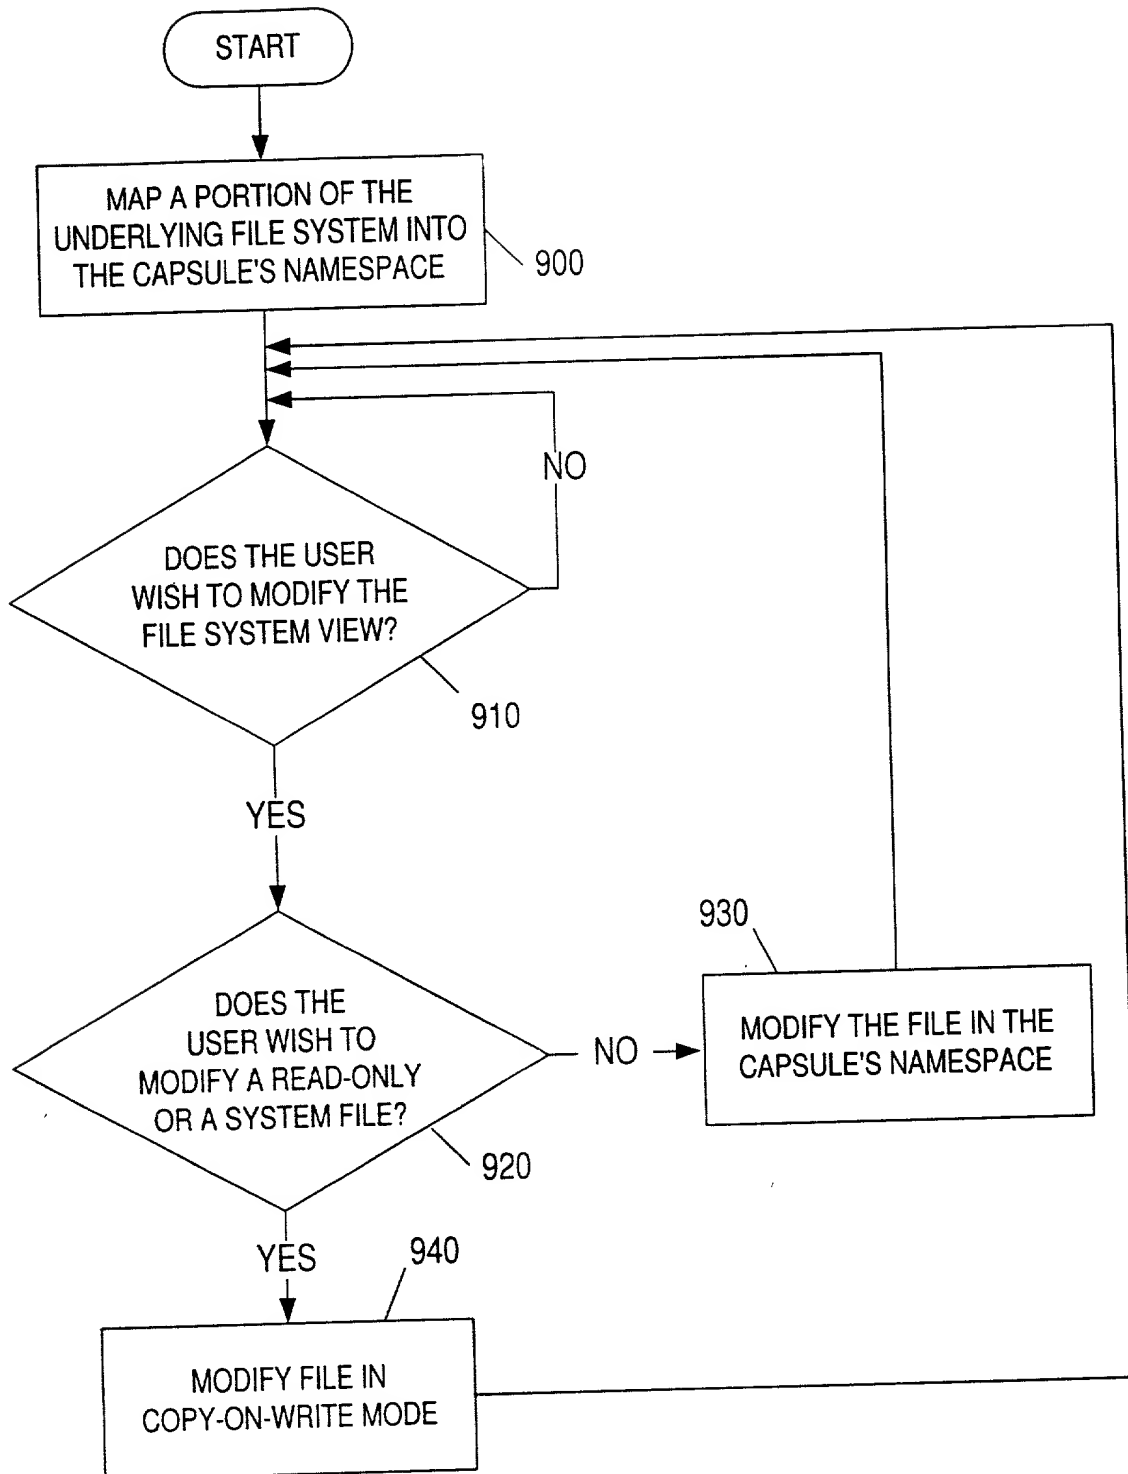 START
MAP A PORTION OF THE
UNDERLYING FILE SYSTEM INTO
THE CAPSULE'S NAMESPACE
900
NO
DOES THE USER
WISH TO MODIFY THE
FILE SYSTEM VIEW?
910
YES
930
DOES THE
USER WISH TO
MODIFY A READ-ONLY
OR A SYSTEM FILE?
NO
MODIFY THE FILE IN THE
CAPSULE'S NAMESPACE
920
YES
940
MODIFY FILE IN
COPY-ON-WRITE MODE